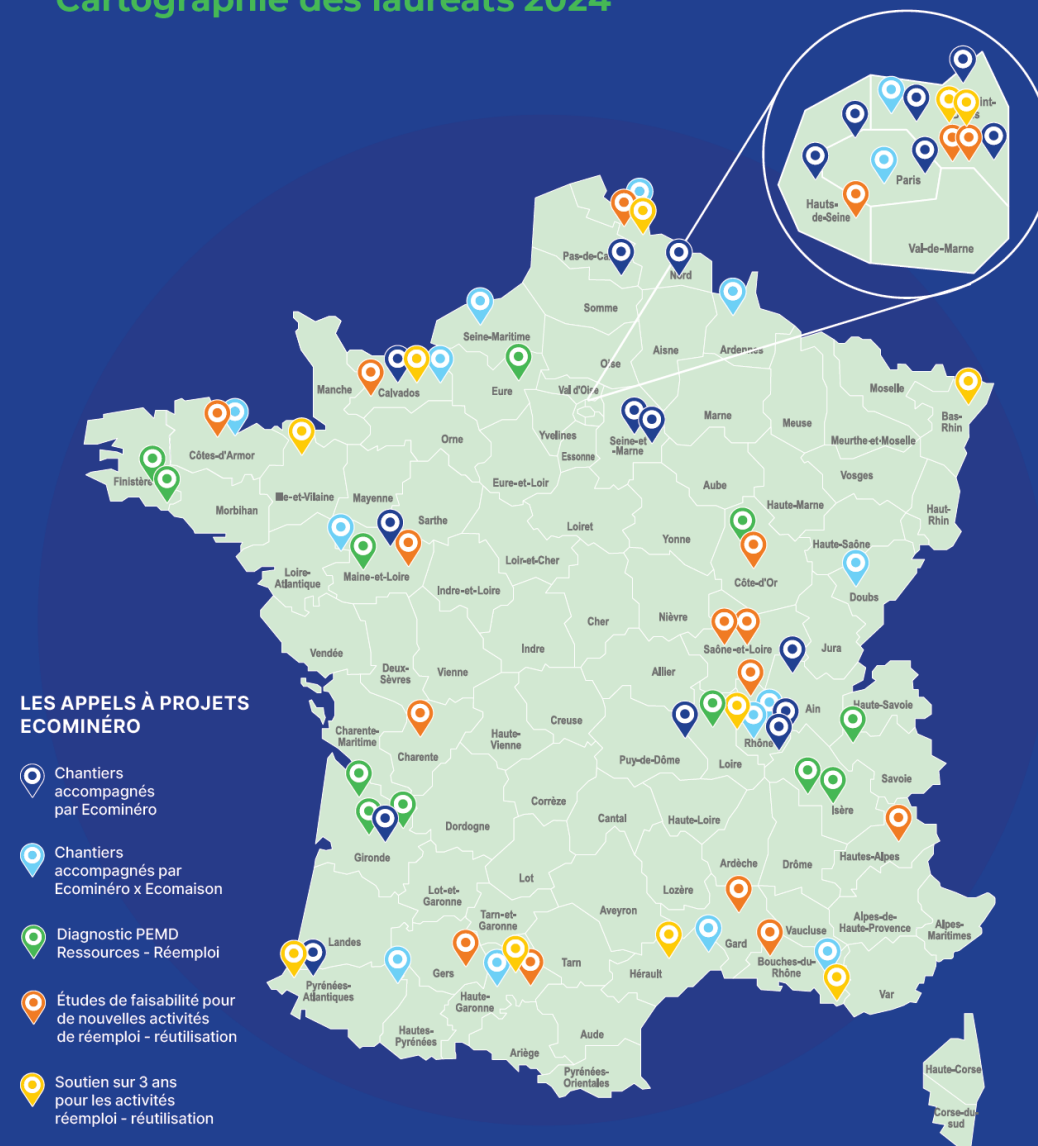 Cartographie des lauréats 2024
Paris
Hauts-
de-Seine
Val-de-Marne
Nord
Somme
Seine-Maritime
Oise
Aisne
Ardennes
Manche
Calvados
Eure
Val d'Oise
Marne
Meuse
Moselle
Bas-
Rhin
Meurthe-et-Moselle
Orne
Yvelines
Essonne
Seine-et
-Marne
Côtes-d'Armor
Finistère
Morbihan
Ille-et-Vilaine
Mayenne
Sarthe
Eure-et-Loir
Aube
Haute-Marne
Vosges
Haut-
Rhin
Loiret
Yonne
Haute-Saône
Loire-
Atlantique
Maine-et-Loire
Loir-et-Cher
Indre-et-Loire
Côte-d'Or
Doubs
Cher
Nièvre
Saône-et-Loire
Jura
Vendée
Deux-
Sèvres
Vienne
Indre
Allier
Ain
Haute-Savoie
Charente-
Maritime
Charente
Haute-
Vienne
Creuse
Puy-de-Dôme
Loire
Rhône
Savoie
Isère
Corrèze
Cantal
Haute-Loire
Dordogne
Gironde
Ardèche
Drôme
Hautes-Alpes
Lot
Lozère
Lot-et-
Garonne
Tarn-et-
Garonne
Aveyron
Gard
Vaucluse
Alpes-de-
Haute-Provence
Alpes-
Maritimes
Landes
Gers
Tarn
Hérault
Bouches-du-
Rhône
Var
Pyrénées-
Atlantiques
Haute-
Garonne
Hautes-
Pyrénées
Ariège
Aude
Pyrénées-
Orientales
Haute-Corse
Corse-du-
sud
LES APPELS À PROJETS
ECOMINÉRO
Chantiers
accompagnés
par Ecominéro
Chantiers
accompagnés par
Ecominéro x Ecomaison
Diagnostic PEMD
Ressources - Réemploi
Études de faisabilité pour
de nouvelles activités
de réemploi - réutilisation
Soutien sur 3 ans
pour les activités
réemploi - réutilisation